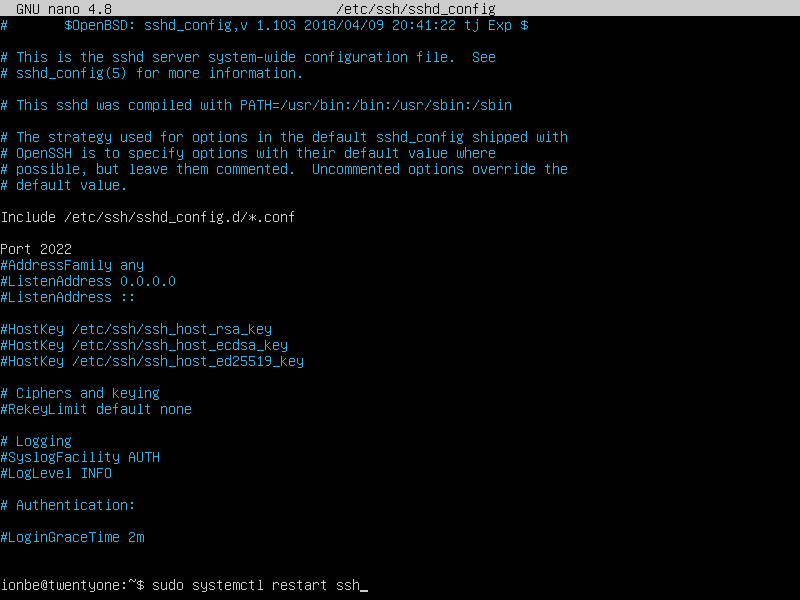 GNU nano 4.8 /etc/ssh/sshd_config
# $OpenBSD: sshd_config,v 1.103 2018/04/09 20:41:22 tj Exp $
# This is the sshd server system-wide configuration file. See
# sshd_config(5) for more information.
# This sshd was compiled with PATH=/usr/bin:/bin:/usr/sbin:/sbin
# The strategy used for options in the default sshd_config shipped with
# OpenSSH is to specify options with their default value where
# possible, but leave them commented. Uncommented options override the
# default value.
Include /etc/ssh/sshd_config.d/*.conf
Port 2022
#AddressFamily any
#ListenAddress 0.0.0.0
#ListenAddress ::
#HostKey /etc/ssh/ssh_host_rsa_key
#HostKey /etc/ssh/ssh_host_ecdsa_key
#HostKey /etc/ssh/ssh_host_ed25519_key
# Ciphers and keying
#RekeyLimit default none
# Logging
#SyslogFacility AUTH
#LogLevel INFO
# Authentication:
#LoginGraceTime 2m
ionbe@twentyone:~$ sudo systemctl restart ssh_